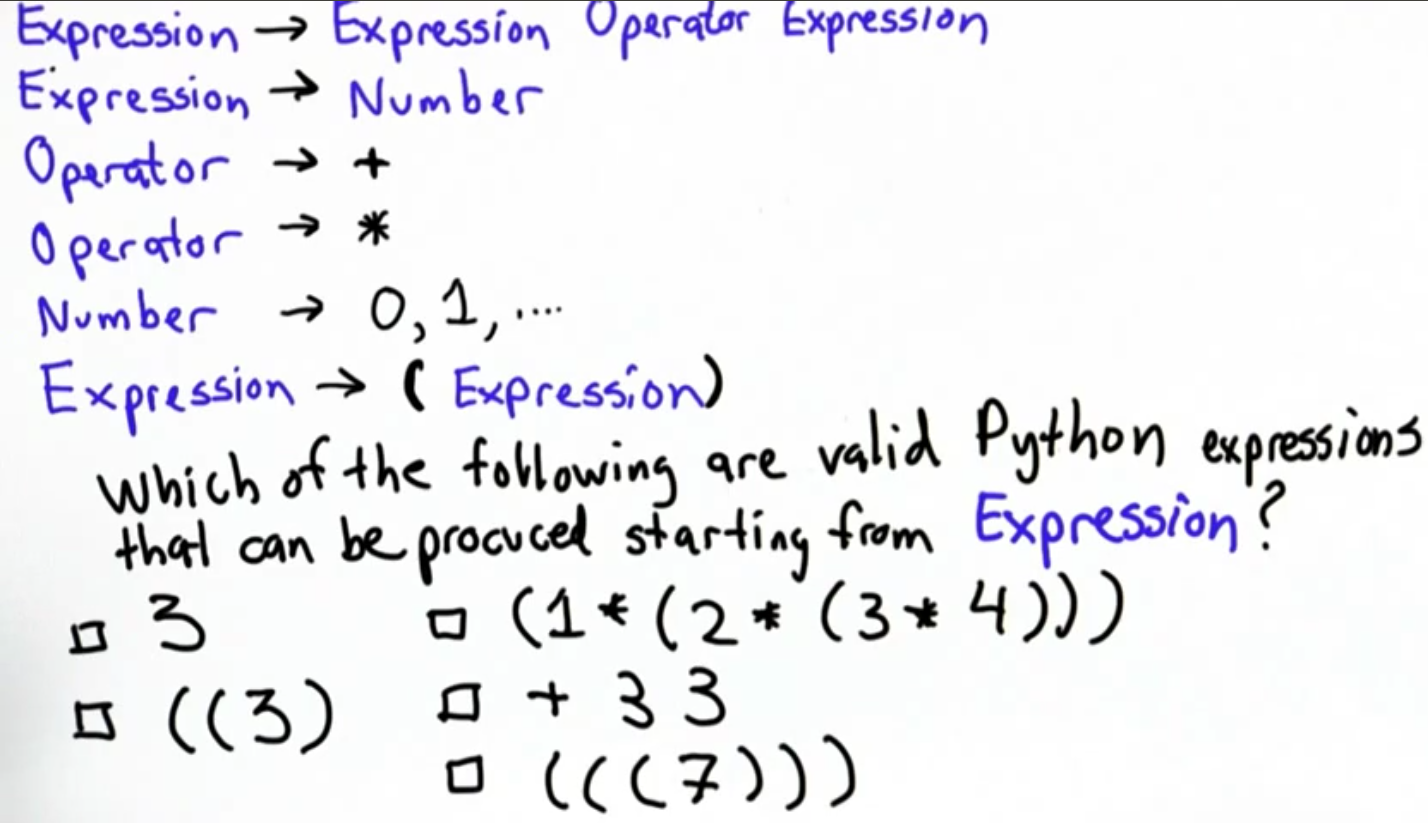 Expression → Expression Operator Expression
Expression → Number
Operator → +
Operator → *
Number → 0, 1, ....
Expression → ( Expression)
Which of the following are valid Python expressions
that can be procuced starting from Expression?
□ 3 □ (1 * (2 * (3 * 4)))
□ ((3) □ + 3 3
□ (((7)))